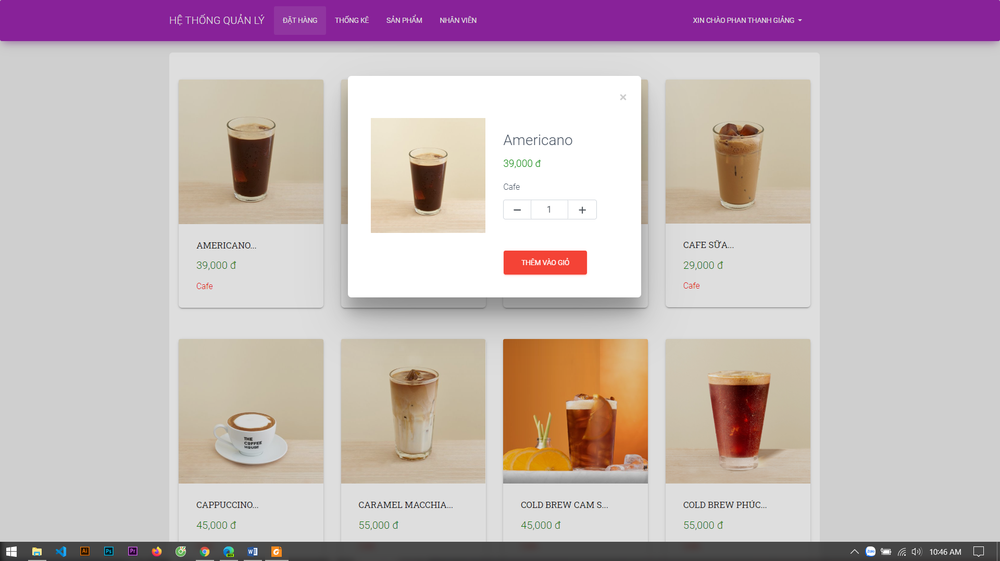 HỆ THỐNG QUẢN LÝ ĐẶT HÀNG THỐNG KÊ SẢN PHẨM NHÂN VIÊN XIN CHÀO PHAN THANH GIẢNG
×
Americano
39,000 đ
Cafe
− 1 +
THÊM VÀO GIỎ
AMERICANO...
39,000 đ
Cafe
CAFE SỮA...
29,000 đ
Cafe
THE
COFFEE
HOUSE
CAPPUCCINO...
45,000 đ
CARAMEL MACCHIA...
55,000 đ
COLD BREW CAM S...
45,000 đ
COLD BREW PHÚC...
55,000 đ
Ai Ps Pr DEV W Zalo 10:46 AM